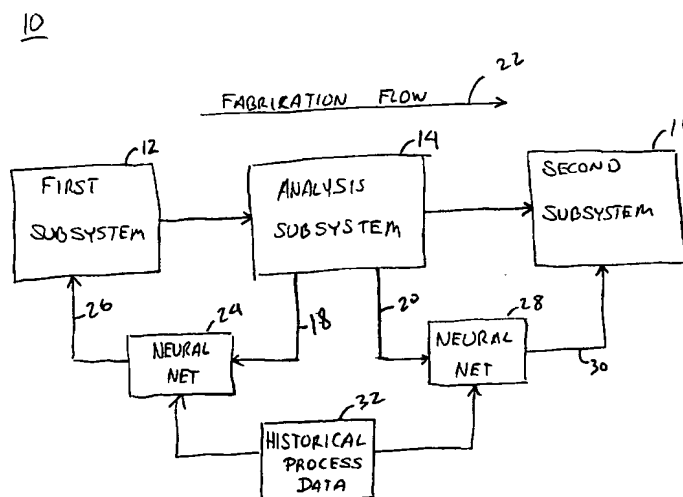 10
FABRICATION FLOW
22
12
14
FIRST
SUBSYSTEM
ANALYSIS
SUBSYSTEM
SECOND
SUBSYSTEM
26
24
18
20
28
30
NEURAL
NET
NEURAL
NET
32
HISTORICAL
PROCESS
DATA